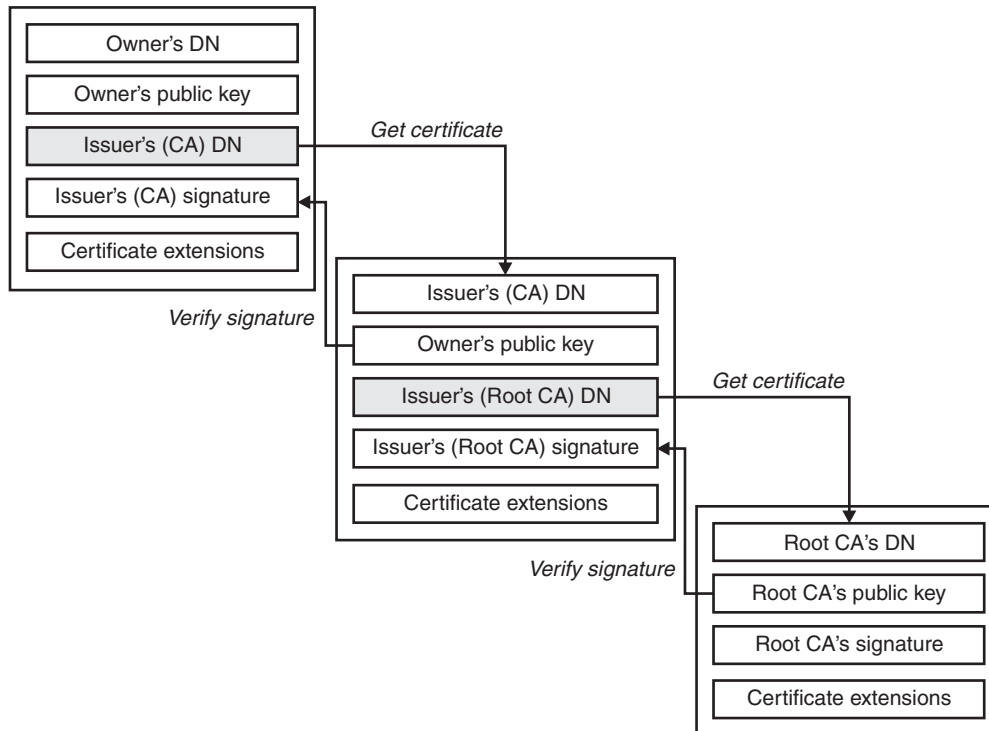 Owner’s DN
Owner’s public key
Issuer’s (CA) DN
Issuer’s (CA) signature
Certificate extensions
Get certificate
Verify signature
Issuer’s (CA) DN
Owner’s public key
Issuer’s (Root CA) DN
Issuer’s (Root CA) signature
Certificate extensions
Get certificate
Verify signature
Root CA’s DN
Root CA’s public key
Root CA’s signature
Certificate extensions